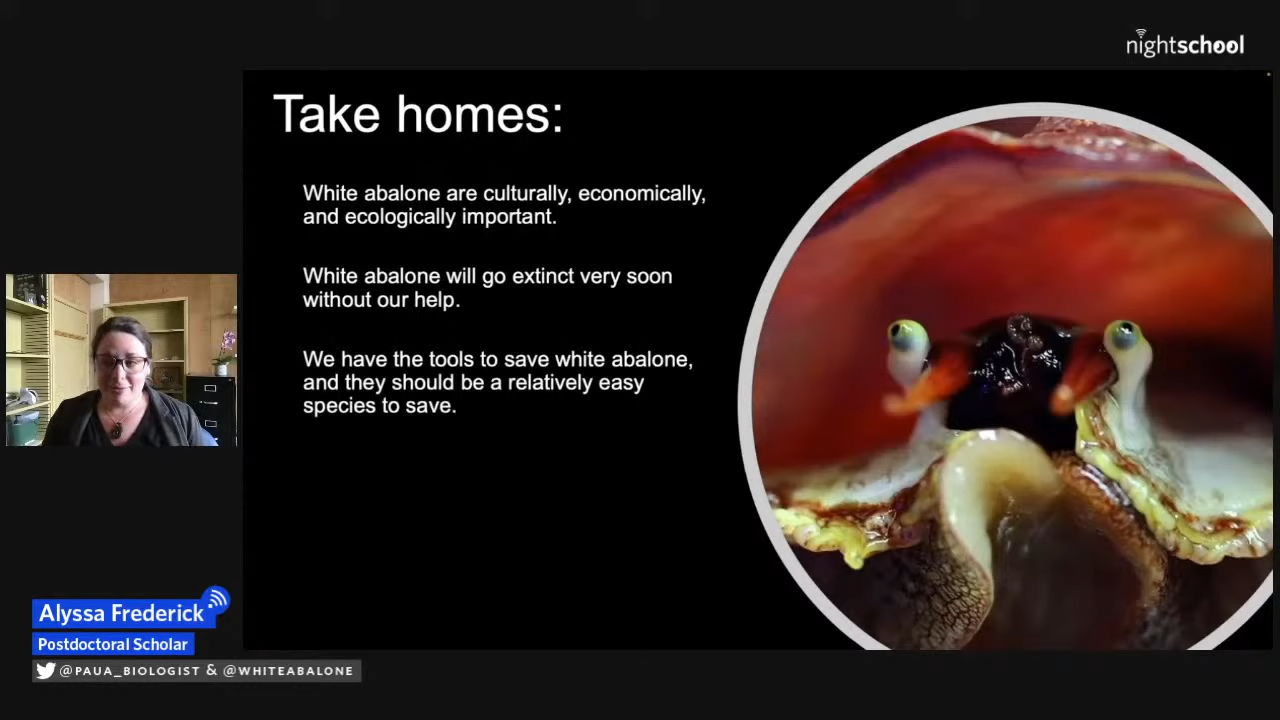 nightschool
Take homes:
White abalone are culturally, economically,
and ecologically important.
White abalone will go extinct very soon
without our help.
We have the tools to save white abalone,
and they should be a relatively easy
species to save.
Alyssa Frederick
Postdoctoral Scholar
@PAUA_BIOLOGIST & @WHITEABALONE